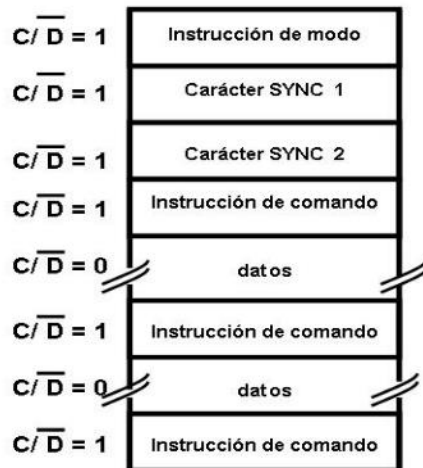 C/D̅ = 1 Instrucción de modo
C/D̅ = 1 Carácter SYNC 1
C/D̅ = 1 Carácter SYNC 2
C/D̅ = 1 Instrucción de comando
C/D̅ = 0 datos
C/D̅ = 1 Instrucción de comando
C/D̅ = 0 datos
C/D̅ = 1 Instrucción de comando